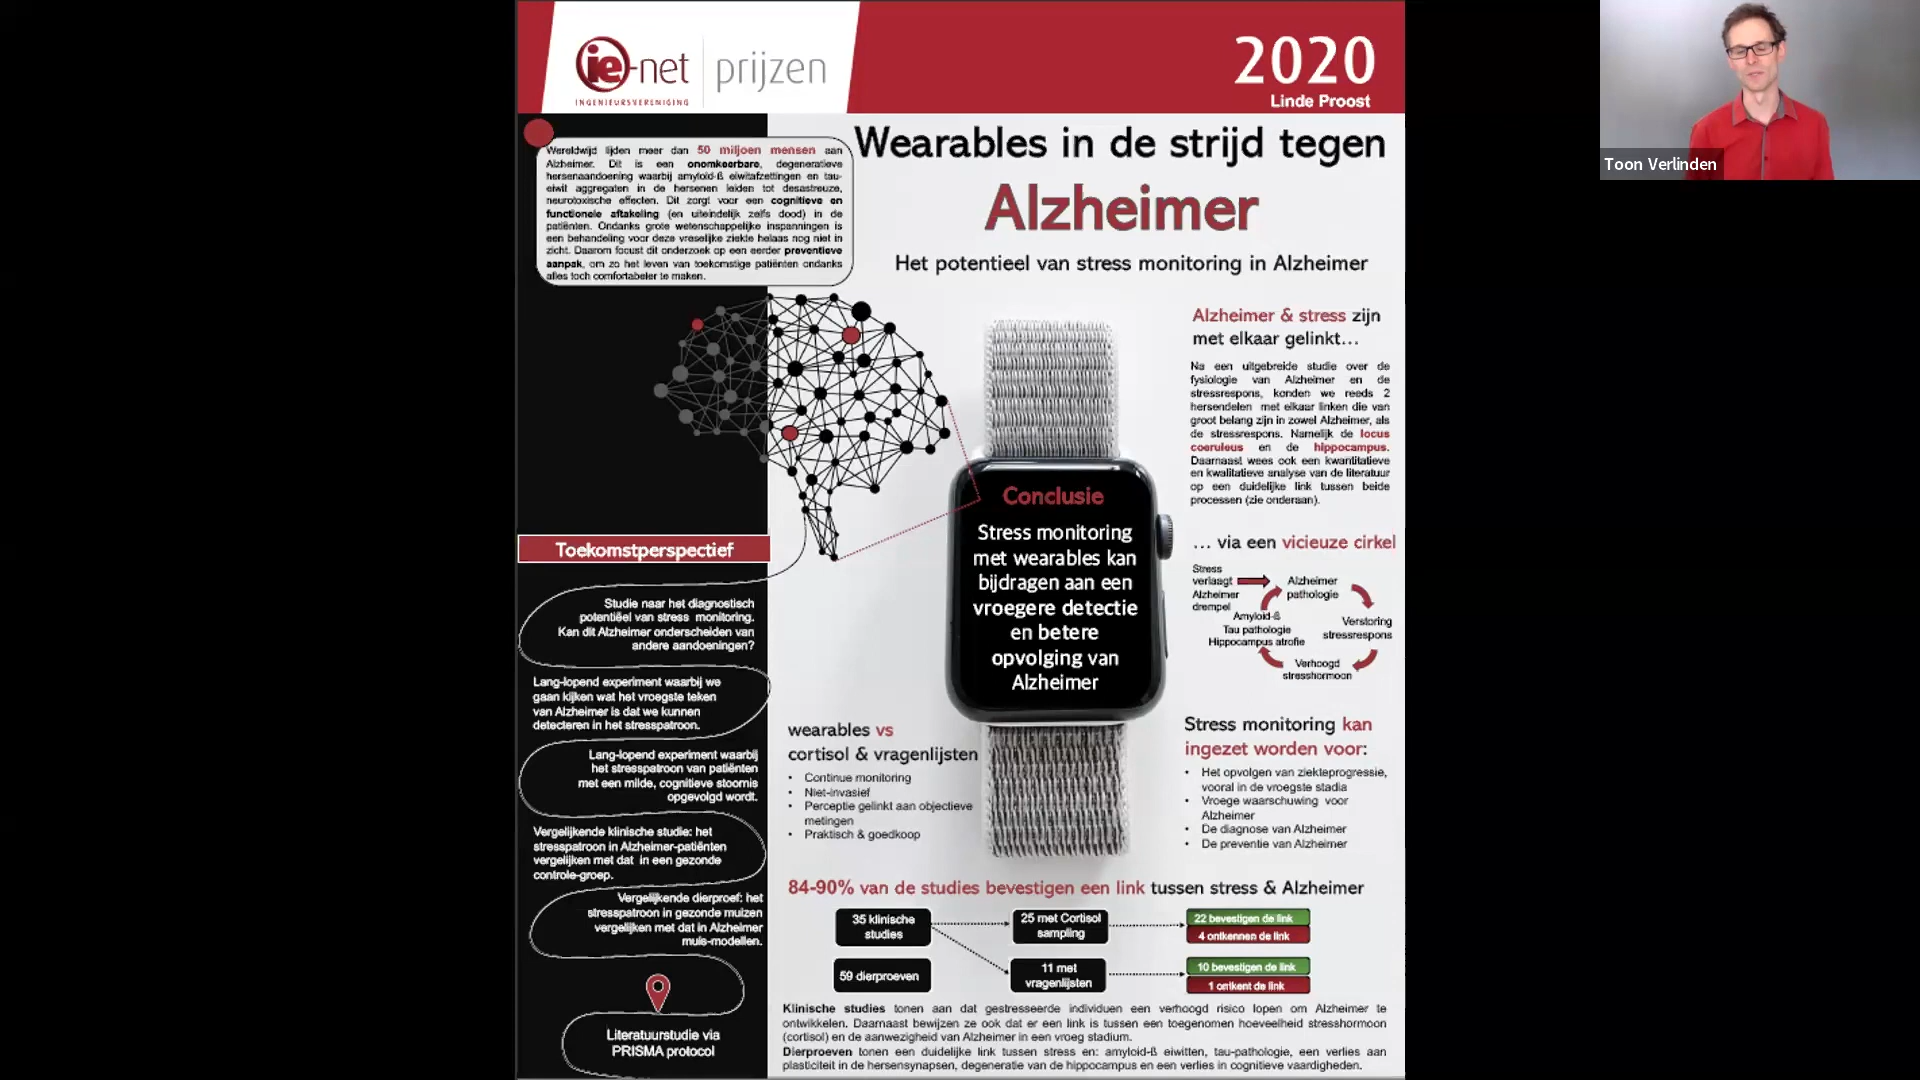 ie-net
INGENIEURSVERENIGING
prijzen
2020
Linde Proost
Toon Verlinden
Wearables in de strijd tegen
Alzheimer
Het potentieel van stress monitoring in Alzheimer
Wereldwijd lijden meer dan 50 miljoen mensen aan
Alzheimer. Dit is een onomkeerbare, degeneratieve
hersenaandoening waarbij amyloid-ß eiwitafzettingen en tau-
eiwit aggregaten in de hersenen leiden tot desastreuze,
neurotoxische effecten. Dit zorgt voor een cognitieve en
functionele aftakeling (en uiteindelijk zelfs dood) in de
patiënten. Ondanks grote wetenschappelijke inspanningen is
een behandeling voor deze vreselijke ziekte helaas nog niet in
zicht. Daarom focust dit onderzoek op een eerder preventieve
aanpak, om zo het leven van toekomstige patiënten ondanks
alles toch comfortabeler te maken.
Alzheimer & stress zijn
met elkaar gelinkt...
Na een uitgebreide studie over de
fysiologie van Alzheimer en de
stressrespons, konden we reeds 2
hersendelen met elkaar linken die van
groot belang zijn in zowel Alzheimer, als
de stressrespons. Namelijk de locus
coeruleus en de hippocampus.
Daarnaast wees ook een kwantitatieve
en kwalitatieve analyse van de literatuur
op een duidelijke link tussen beide
processen (zie onderaan).
... via een vicieuze cirkel
Stress
verlaagt
Alzheimer
drempel
Alzheimer
pathologie
Verstoring
stressrespons
Verhoogd
stresshormoon
Amyloid-ß
Tau pathologie
Hippocampus atrofie
Conclusie
Stress monitoring
met wearables kan
bijdragen aan een
vroegere detectie
en betere
opvolging van
Alzheimer
Toekomstperspectief
Studie naar het diagnostisch
potentiëel van stress monitoring.
Kan dit Alzheimer onderscheiden van
andere aandoeningen?
Lang-lopend experiment waarbij we
gaan kijken wat het vroegste teken
van Alzheimer is dat we kunnen
detecteren in het stresspatroon.
Lang-lopend experiment waarbij
het stresspatroon van patiënten
met een milde, cognitieve stoornis
opgevolgd wordt.
Vergelijkende klinische studie: het
stresspatroon in Alzheimer-patiënten
vergelijken met dat in een gezonde
controle-groep.
Vergelijkende dierproef: het
stresspatroon in gezonde muizen
vergelijken met dat in Alzheimer
muis-modellen.
Literatuurstudie via
PRISMA protocol
wearables vs
cortisol & vragenlijsten
• Continue monitoring
• Niet-invasief
• Perceptie gelinkt aan objectieve
metingen
• Praktisch & goedkoop
Stress monitoring kan
ingezet worden voor:
• Het opvolgen van ziekteprogressie,
vooral in de vroegste stadia
• Vroege waarschuwing voor
Alzheimer
• De diagnose van Alzheimer
• De preventie van Alzheimer
84-90% van de studies bevestigen een link tussen stress & Alzheimer
35 klinische
studies
25 met Cortisol
sampling
22 bevestigen de link
4 ontkennen de link
59 dierproeven
11 met
vragenlijsten
10 bevestigen de link
1 ontkent de link
Klinische studies tonen aan dat gestresseerde individuen een verhoogd risico lopen om Alzheimer te
ontwikkelen. Daarnaast bewijzen ze ook dat er een link is tussen een toegenomen hoeveelheid stresshormoon
(cortisol) en de aanwezigheid van Alzheimer in een vroeg stadium.
Dierproeven tonen een duidelijke link tussen stress en: amyloid-ß eiwitten, tau-pathologie, een verlies aan
plasticiteit in de hersensynapsen, degeneratie van de hippocampus en een verlies in cognitieve vaardigheden.